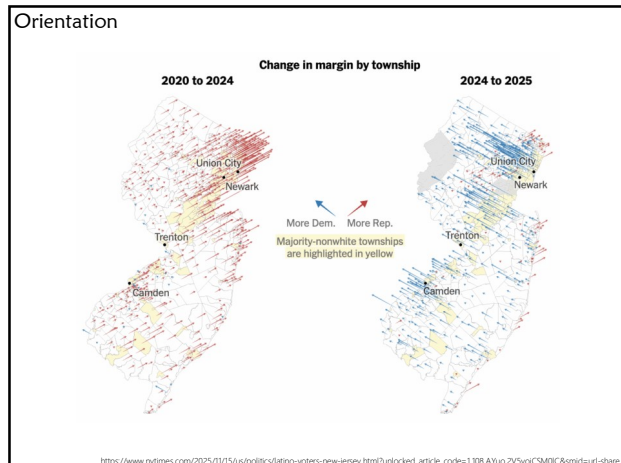 Orientation
Change in margin by township
2020 to 2024
2024 to 2025
Union City
Newark
Trenton
Camden
More Dem.
More Rep.
Majority-nonwhite townships
are highlighted in yellow
Union City
Newark
Trenton
Camden